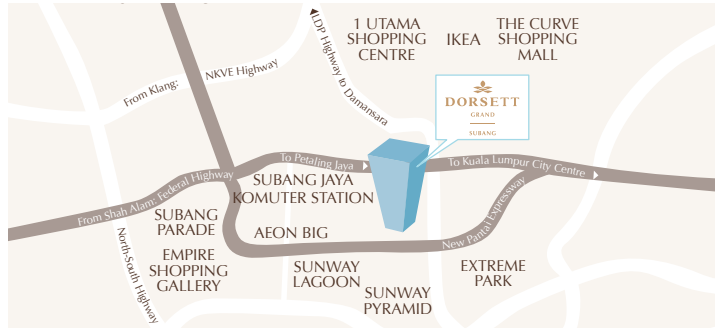 1 UTAMA
SHOPPING
CENTRE
IKEA
THE CURVE
SHOPPING
MALL
LDP Highway to Damansara
NKVE Highway
From Klang:
DORSETT
GRAND
SUBANG
To Petaling Jaya
To Kuala Lumpur City Centre
From Shah Alam: Federal Highway
SUBANG JAYA
KOMUTER STATION
SUBANG
PARADE
AEON BIG
New Pantai Expressway
North-South Highway
EMPIRE
SHOPPING
GALLERY
SUNWAY
LAGOON
SUNWAY
PYRAMID
EXTREME
PARK